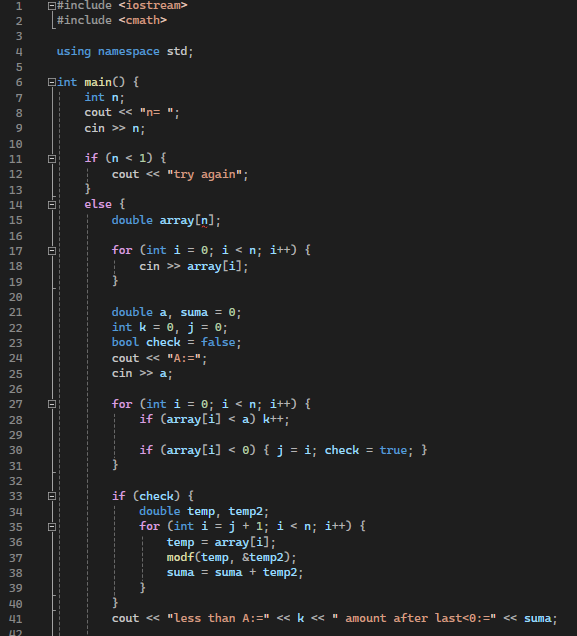 1 #include <iostream>
2 #include <cmath>
3
4 using namespace std;
5
6 int main() {
7 int n;
8 cout << "n= ";
9 cin >> n;
10
11 if (n < 1) {
12 cout << "try again";
13 }
14 else {
15 double array[n];
16
17 for (int i = 0; i < n; i++) {
18 cin >> array[i];
19 }
20
21 double a, suma = 0;
22 int k = 0, j = 0;
23 bool check = false;
24 cout << "A:=";
25 cin >> a;
26
27 for (int i = 0; i < n; i++) {
28 if (array[i] < a) k++;
29
30 if (array[i] < 0) { j = i; check = true; }
31 }
32
33 if (check) {
34 double temp, temp2;
35 for (int i = j + 1; i < n; i++) {
36 temp = array[i];
37 modf(temp, &temp2);
38 suma = suma + temp2;
39 }
40 }
41 cout << "less than A:=" << k << " amount after last<0:=" << suma;
42